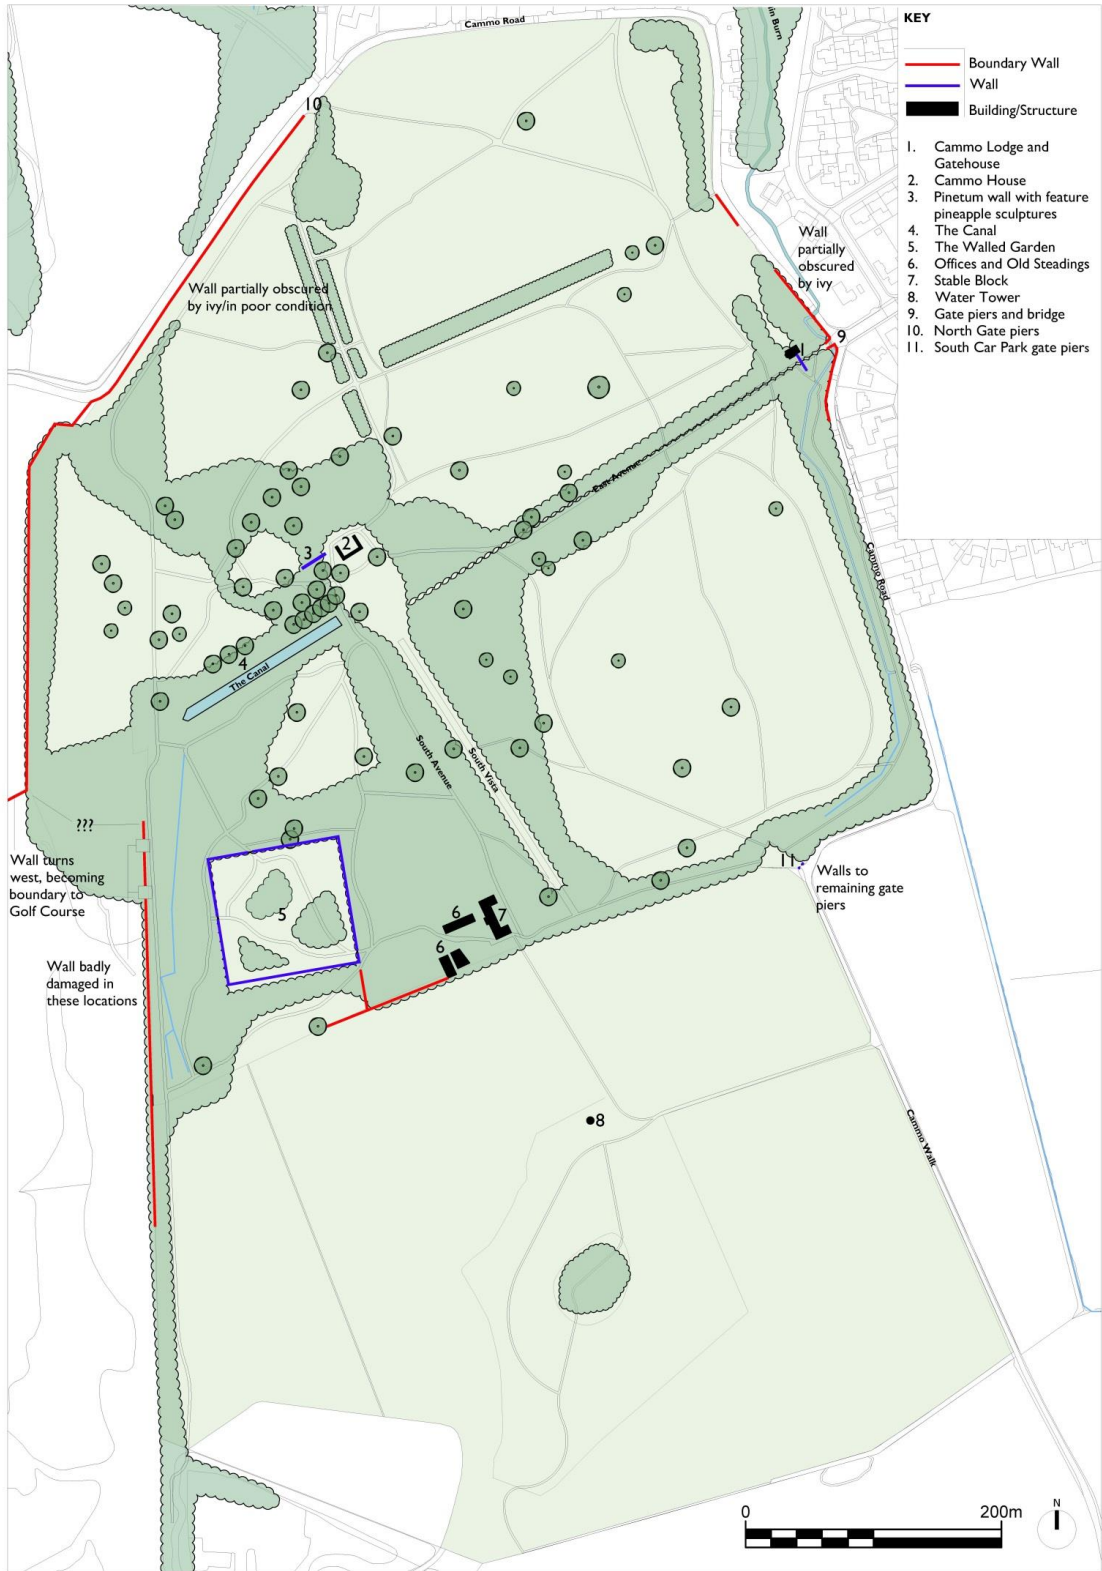 Cammo Road
in Burn
KEY
Boundary Wall
Wall
Building/Structure
1. Cammo Lodge and
Gatehouse
2. Cammo House
3. Pinetum wall with feature
pineapple sculptures
4. The Canal
5. The Walled Garden
6. Offices and Old Steadings
7. Stable Block
8. Water Tower
9. Gate piers and bridge
10. North Gate piers
11. South Car Park gate piers
10
Wall
partially
obscured
by ivy
Wall partially obscured
by ivy/in poor condition
9
1
East Avenue
3
2
Cammo Road
4
The Canal
South Avenue
South Vista
???
Wall turns
west, becoming
boundary to
Golf Course
11
Walls to
remaining gate
piers
5
6
7
6
Wall badly
damaged in
these locations
8
Cammo Walk
0 200m
N